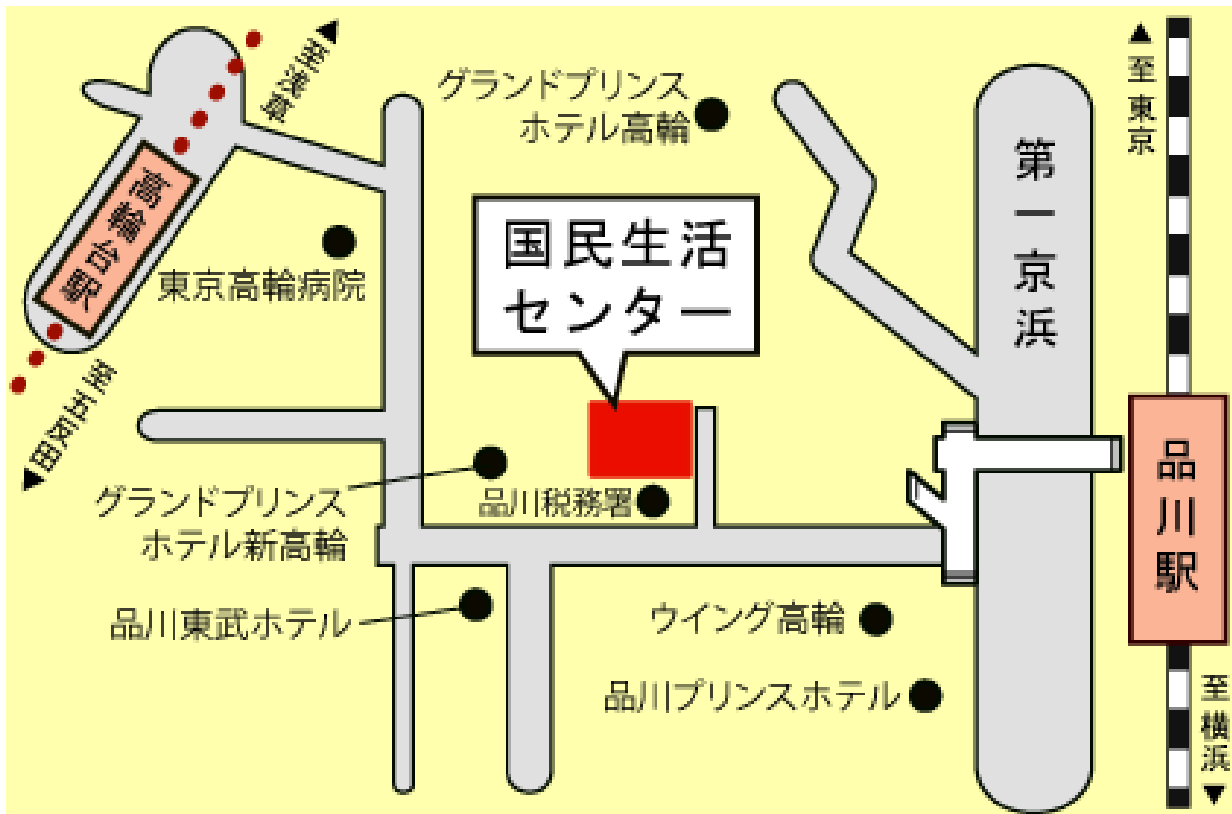 至浅草
グランドプリンス
ホテル高輪
至東京
第一京浜
高輪台駅
東京高輪病院
国民生活
センター
至五反田
品川駅
グランドプリンス
ホテル新高輪
品川税務署
品川東武ホテル
ウイング高輪
品川プリンスホテル
至横浜